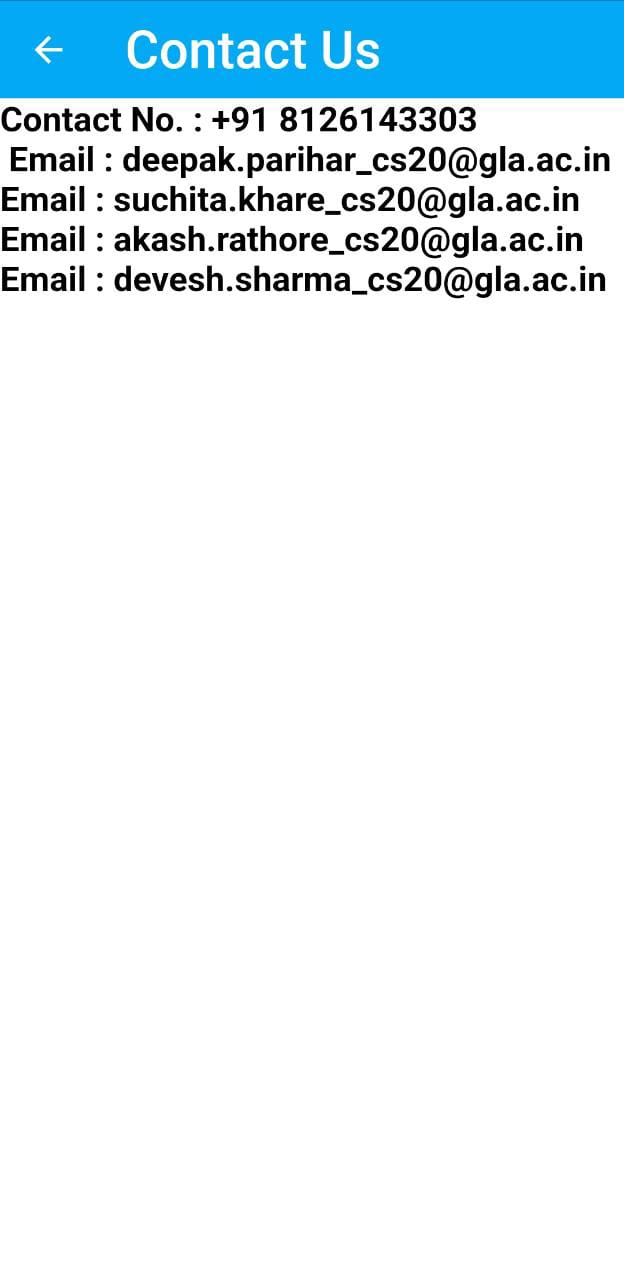 Contact Us
Contact No. : +91 8126143303
Email : deepak.parihar_cs20@gla.ac.in
Email : suchita.khare_cs20@gla.ac.in
Email : akash.rathore_cs20@gla.ac.in
Email : devesh.sharma_cs20@gla.ac.in